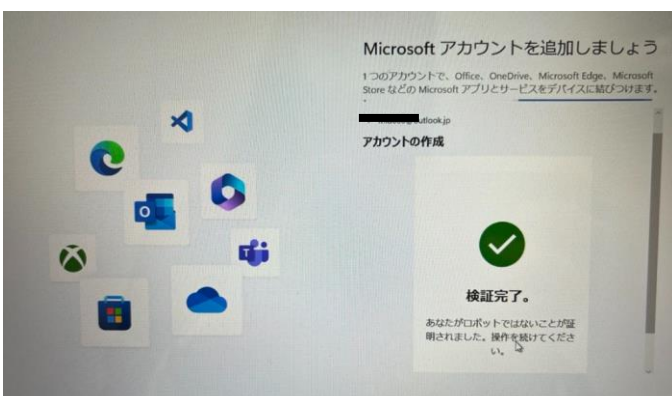 Microsoft アカウントを追加しましょう
1 つのアカウントで、Office、OneDrive、Microsoft Edge、Microsoft
Store などの Microsoft アプリとサービスをデバイスに結びつけます。
utlook.jp
アカウントの作成
検証完了。
あなたがロボットではないことが証
明されました。操作を続けてくださ
い。